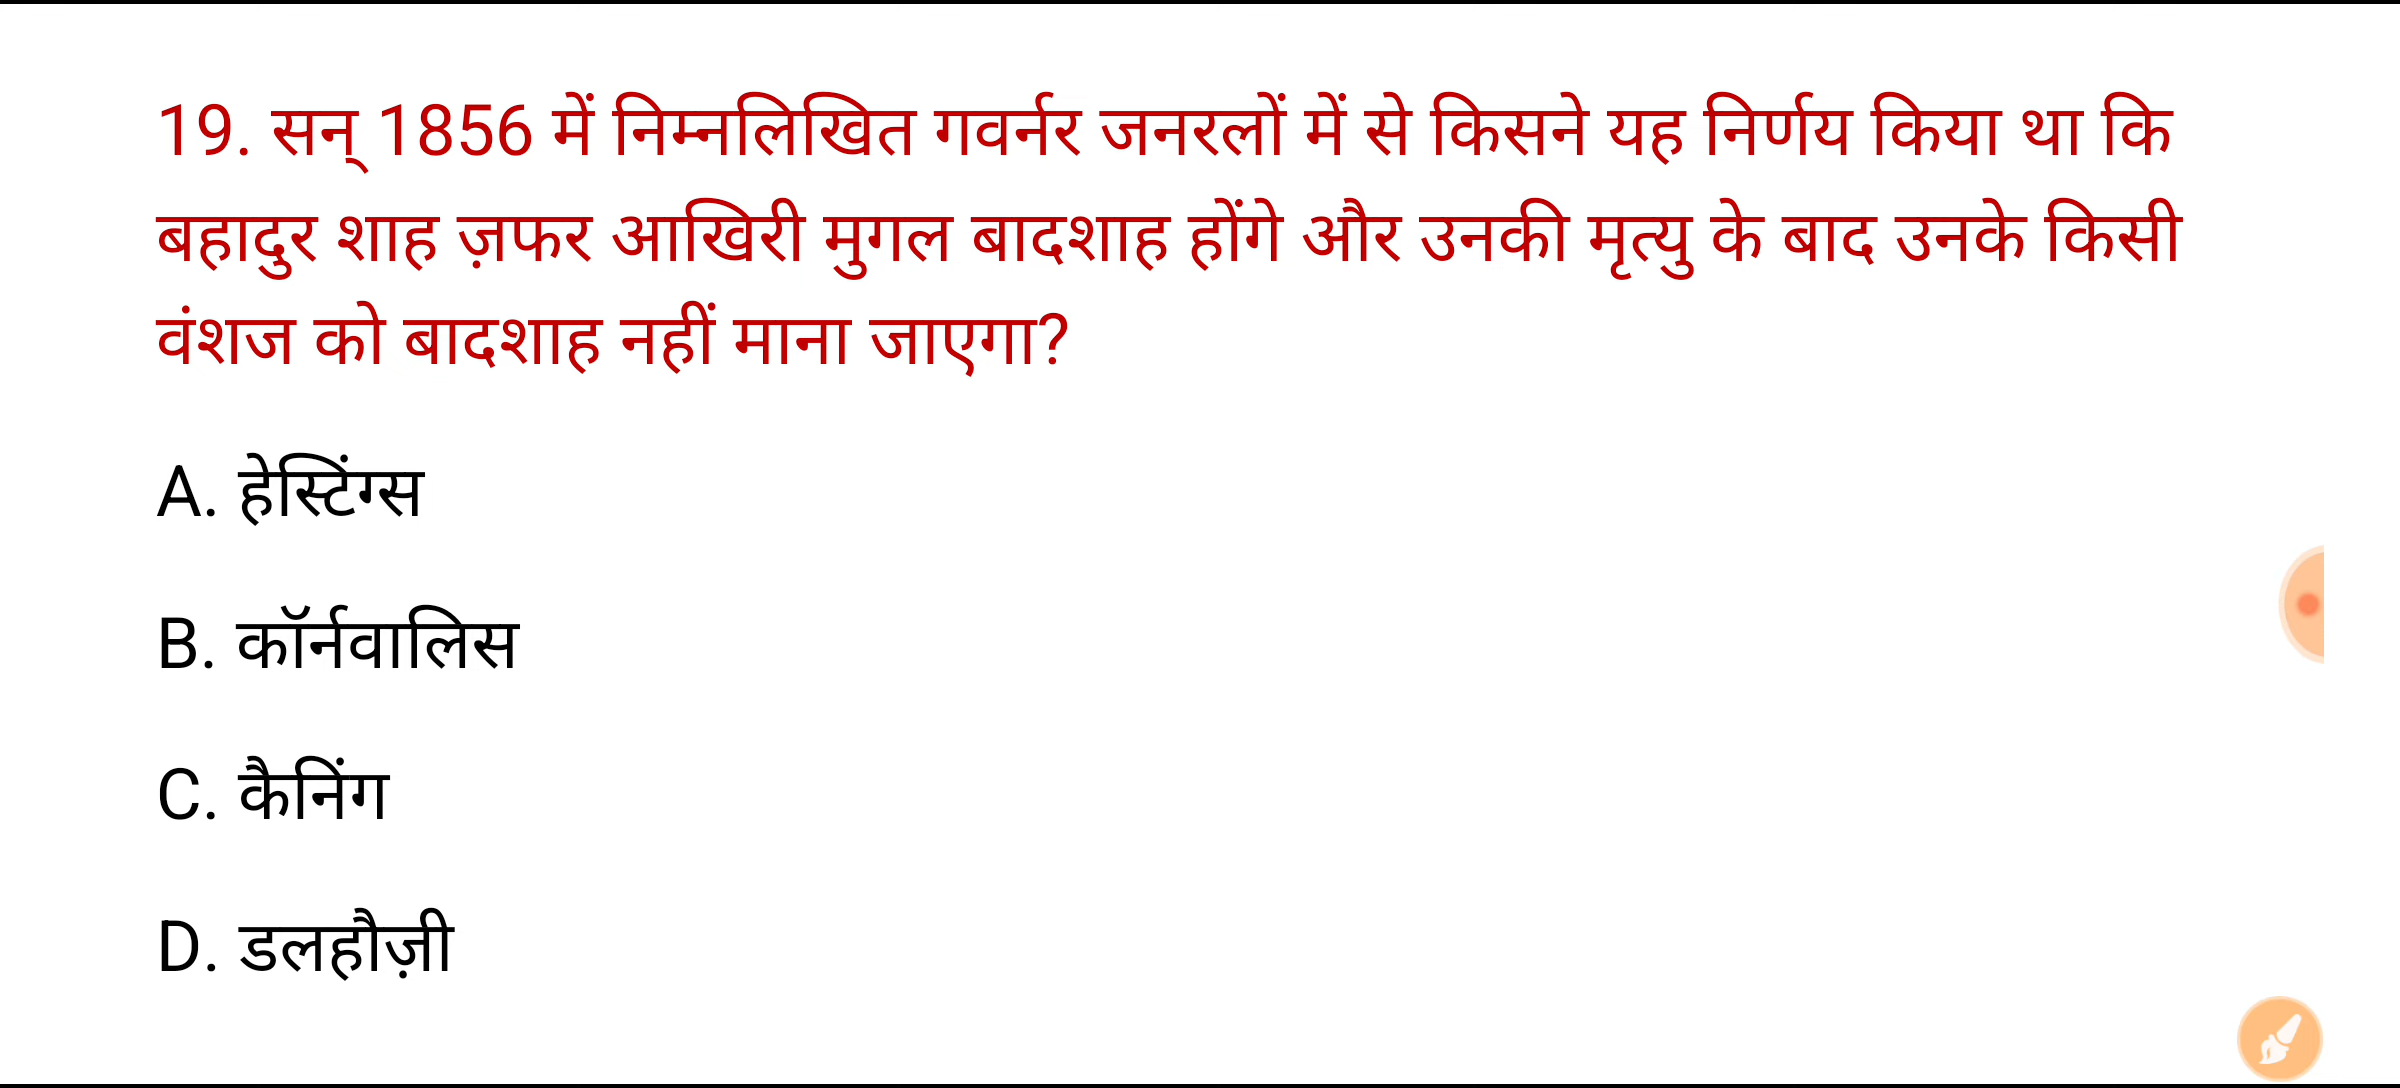 19. सन् 1856 में निम्नलिखित गवर्नर जनरलों में से किसने यह निर्णय किया था कि
बहादुर शाह ज़फर आखिरी मुगल बादशाह होंगे और उनकी मृत्यु के बाद उनके किसी
वंशज को बादशाह नहीं माना जाएगा?
A. हेस्टिंग्स
B. कॉर्नवालिस
C. कैनिंग
D. डलहौज़ी